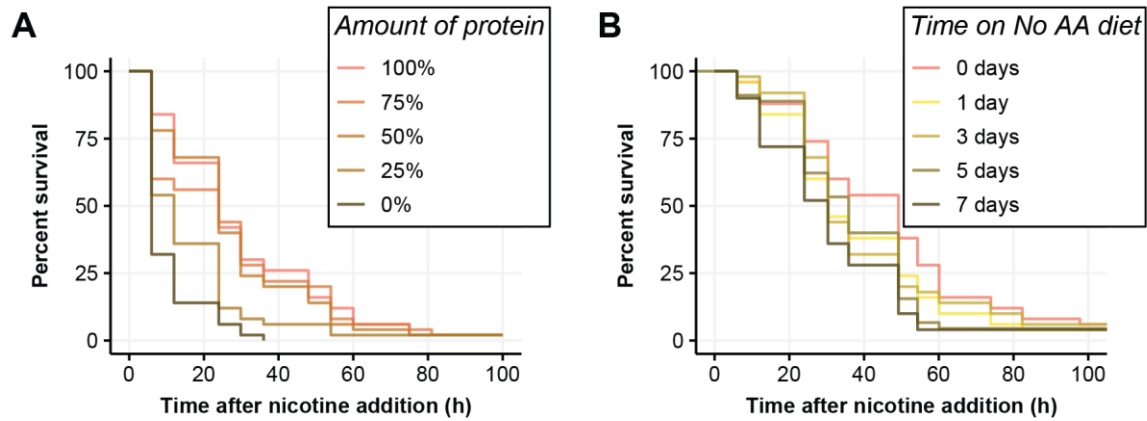 A
Amount of protein
100%
75%
50%
25%
0%
Percent survival
100
75
50
25
0
0 20 40 60 80 100
Time after nicotine addition (h)
B
Time on No AA diet
0 days
1 day
3 days
5 days
7 days
Percent survival
100
75
50
25
0
0 20 40 60 80 100
Time after nicotine addition (h)